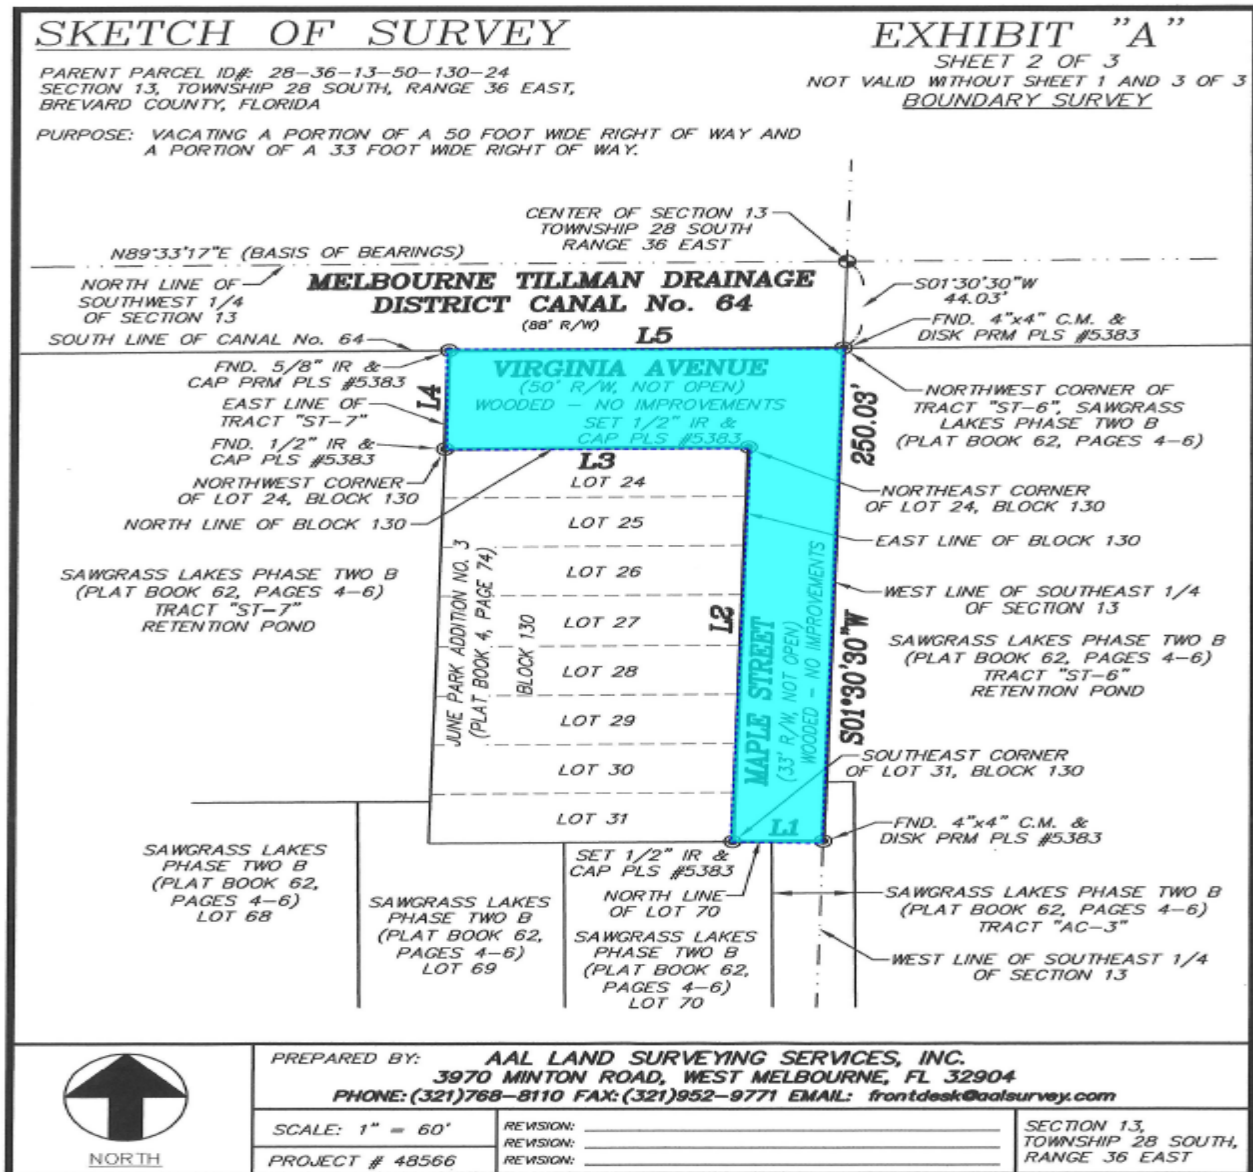 SKETCH OF SURVEY
EXHIBIT "A"
SHEET 2 OF 3
NOT VALID WITHOUT SHEET 1 AND 3 OF 3
BOUNDARY SURVEY
PARENT PARCEL ID#: 28-36-13-50-130-24
SECTION 13, TOWNSHIP 28 SOUTH, RANGE 36 EAST,
BREVARD COUNTY, FLORIDA
PURPOSE: VACATING A PORTION OF A 50 FOOT WIDE RIGHT OF WAY AND
A PORTION OF A 33 FOOT WIDE RIGHT OF WAY.
CENTER OF SECTION 13
TOWNSHIP 28 SOUTH
RANGE 36 EAST
N89°33'17"E (BASIS OF BEARINGS)
NORTH LINE OF
SOUTHWEST 1/4
OF SECTION 13
MELBOURNE TILLMAN DRAINAGE
DISTRICT CANAL No. 64
(88' R/W)
S01°30'30"W
44.03'
FND. 4"x4" C.M. &
DISK PRM PLS #5383
SOUTH LINE OF CANAL No. 64
L5
FND. 5/8" IR &
CAP PRM PLS #5383
L4
EAST LINE OF
TRACT "ST-7"
FND. 1/2" IR &
CAP PLS #5383
NORTHWEST CORNER
OF LOT 24, BLOCK 130
NORTH LINE OF BLOCK 130
VIRGINIA AVENUE
(50' R/W, NOT OPEN)
WOODED - NO IMPROVEMENTS
SET 1/2" IR &
CAP PLS #5383
L3
250.03'
NORTHWEST CORNER OF
TRACT "ST-6", SAWGRASS
LAKES PHASE TWO B
(PLAT BOOK 62, PAGES 4-6)
NORTHEAST CORNER
OF LOT 24, BLOCK 130
EAST LINE OF BLOCK 130
WEST LINE OF SOUTHEAST 1/4
OF SECTION 13
SAWGRASS LAKES PHASE TWO B
(PLAT BOOK 62, PAGES 4-6)
TRACT "ST-7"
RETENTION POND
JUNE PARK ADDITION NO. 3
(PLAT BOOK 4, PAGE 74)
BLOCK 130
LOT 24
LOT 25
LOT 26
LOT 27
LOT 28
LOT 29
LOT 30
LOT 31
L2
MAPLE STREET
(33' R/W, NOT OPEN)
WOODED - NO IMPROVEMENTS
S01°30'30"W
SAWGRASS LAKES PHASE TWO B
(PLAT BOOK 62, PAGES 4-6)
TRACT "ST-6"
RETENTION POND
SOUTHEAST CORNER
OF LOT 31, BLOCK 130
L1
FND. 4"x4" C.M. &
DISK PRM PLS #5383
SET 1/2" IR &
CAP PLS #5383
NORTH LINE
OF LOT 70
SAWGRASS LAKES
PHASE TWO B
(PLAT BOOK 62,
PAGES 4-6)
LOT 68
SAWGRASS LAKES
PHASE TWO B
(PLAT BOOK 62,
PAGES 4-6)
LOT 69
SAWGRASS LAKES
PHASE TWO B
(PLAT BOOK 62,
PAGES 4-6)
LOT 70
SAWGRASS LAKES PHASE TWO B
(PLAT BOOK 62, PAGES 4-6)
TRACT "AC-3"
WEST LINE OF SOUTHEAST 1/4
OF SECTION 13
NORTH
PREPARED BY: AAL LAND SURVEYING SERVICES, INC.
3970 MINTON ROAD, WEST MELBOURNE, FL 32904
PHONE:(321)768-8110 FAX:(321)952-9771 EMAIL: frontdesk@aalsurvey.com
SCALE: 1" = 60'
PROJECT # 48566
REVISION:
REVISION:
REVISION:
SECTION 13,
TOWNSHIP 28 SOUTH,
RANGE 36 EAST